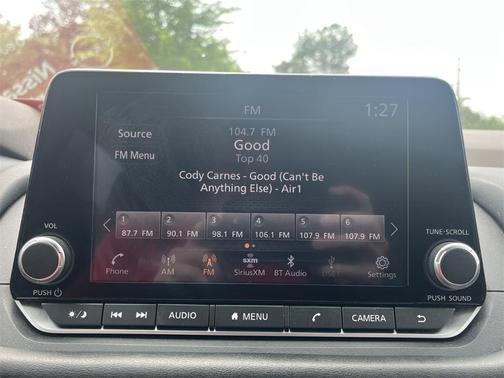 Nissa
FM
1:27
Source
104.7 FM
Good
FM Menu
Top 40
Cody Carnes - Good (Can't Be
Anything Else) - Air1
1 2 3 4 5 6
87.7 FM 90.1 FM 98.1 FM 106.1 FM 107.9 FM 107.9 FM
VOL
TUNE·SCROLL
sxm
Phone AM FM SiriusXM BT Audio Settings
PUSH
PUSH SOUND
AUDIO MENU CAMERA